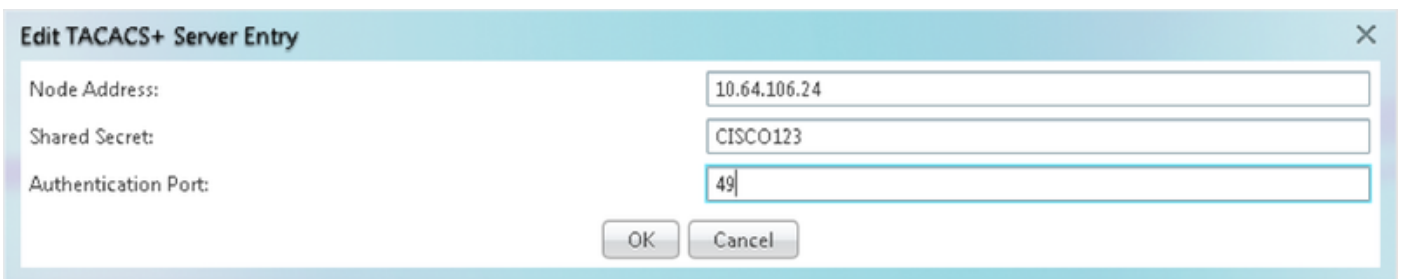 Edit TACACS+ Server Entry
Node Address: 10.64.106.24
Shared Secret: CISCO123
Authentication Port: 49
OK Cancel